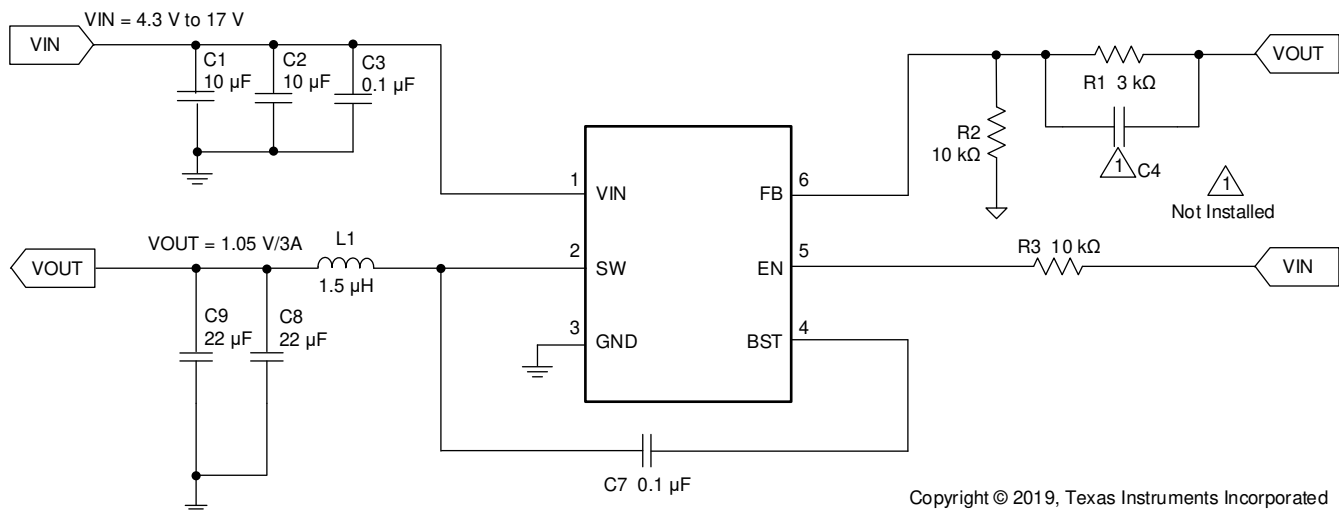 VIN = 4.3 V to 17 V
VIN
C1
10 µF
C2
10 µF
C3
0.1 µF
VOUT
R1 3 kΩ
R2
10 kΩ
1
C4
1
Not Installed
1
VIN
FB
6
VOUT = 1.05 V/3A
L1
1.5 µH
VOUT
2
SW
EN
5
R3 10 kΩ
VIN
C9
22 µF
C8
22 µF
3
GND
BST
4
C7 0.1 µF
Copyright © 2019, Texas Instruments Incorporated